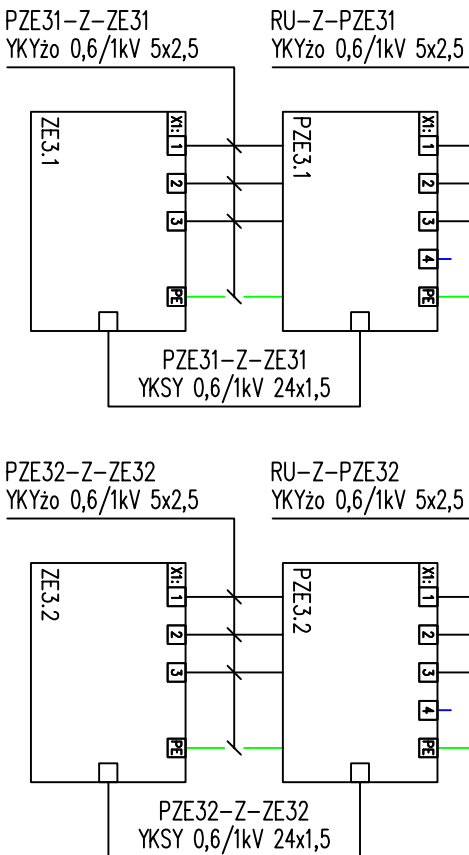 PZE31-Z-ZE31
YKYżo 0,6/1kV 5x2,5
RU-Z-PZE31
YKYżo 0,6/1kV 5x2,5
ZE3.1
X1:
1
2
3
PE
PZE3.1
X1:
1
2
3
4
PE
PZE31-Z-ZE31
YKSY 0,6/1kV 24x1,5
PZE32-Z-ZE32
YKYżo 0,6/1kV 5x2,5
RU-Z-PZE32
YKYżo 0,6/1kV 5x2,5
ZE3.2
X1:
1
2
3
PE
PZE3.2
X1:
1
2
3
4
PE
PZE32-Z-ZE32
YKSY 0,6/1kV 24x1,5